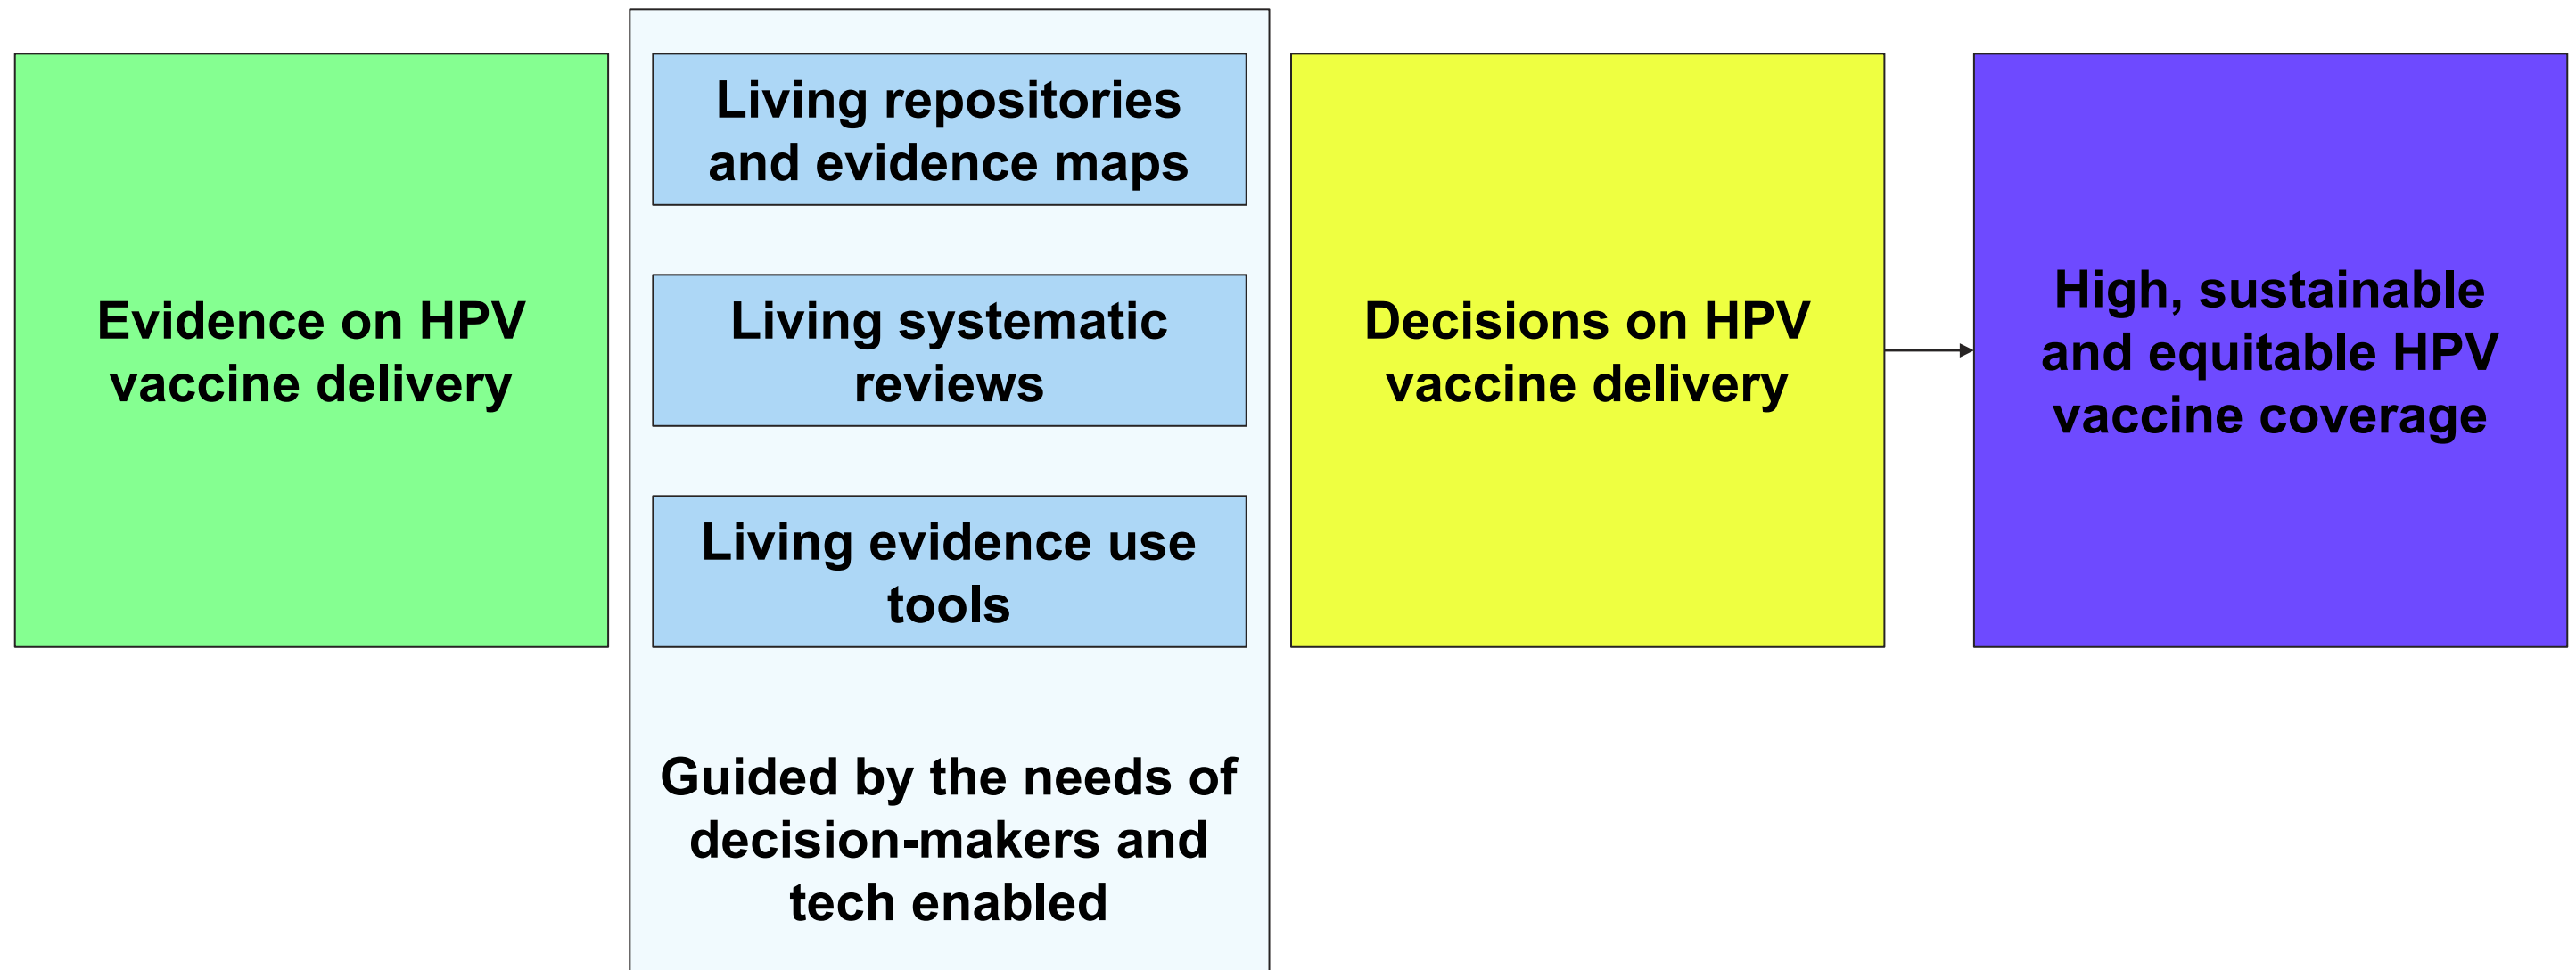 Evidence on HPV
vaccine delivery
Living repositories
and evidence maps
Living systematic
reviews
Living evidence use
tools
Guided by the needs of
decision-makers and
tech enabled
Decisions on HPV
vaccine delivery
High, sustainable
and equitable HPV
vaccine coverage